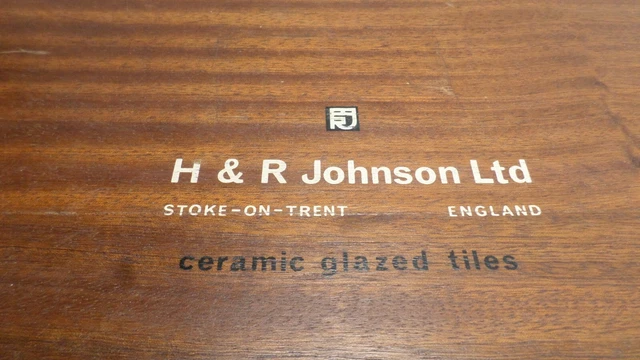 H & R Johnson Ltd
STOKE-ON-TRENT ENGLAND
ceramic glazed tiles